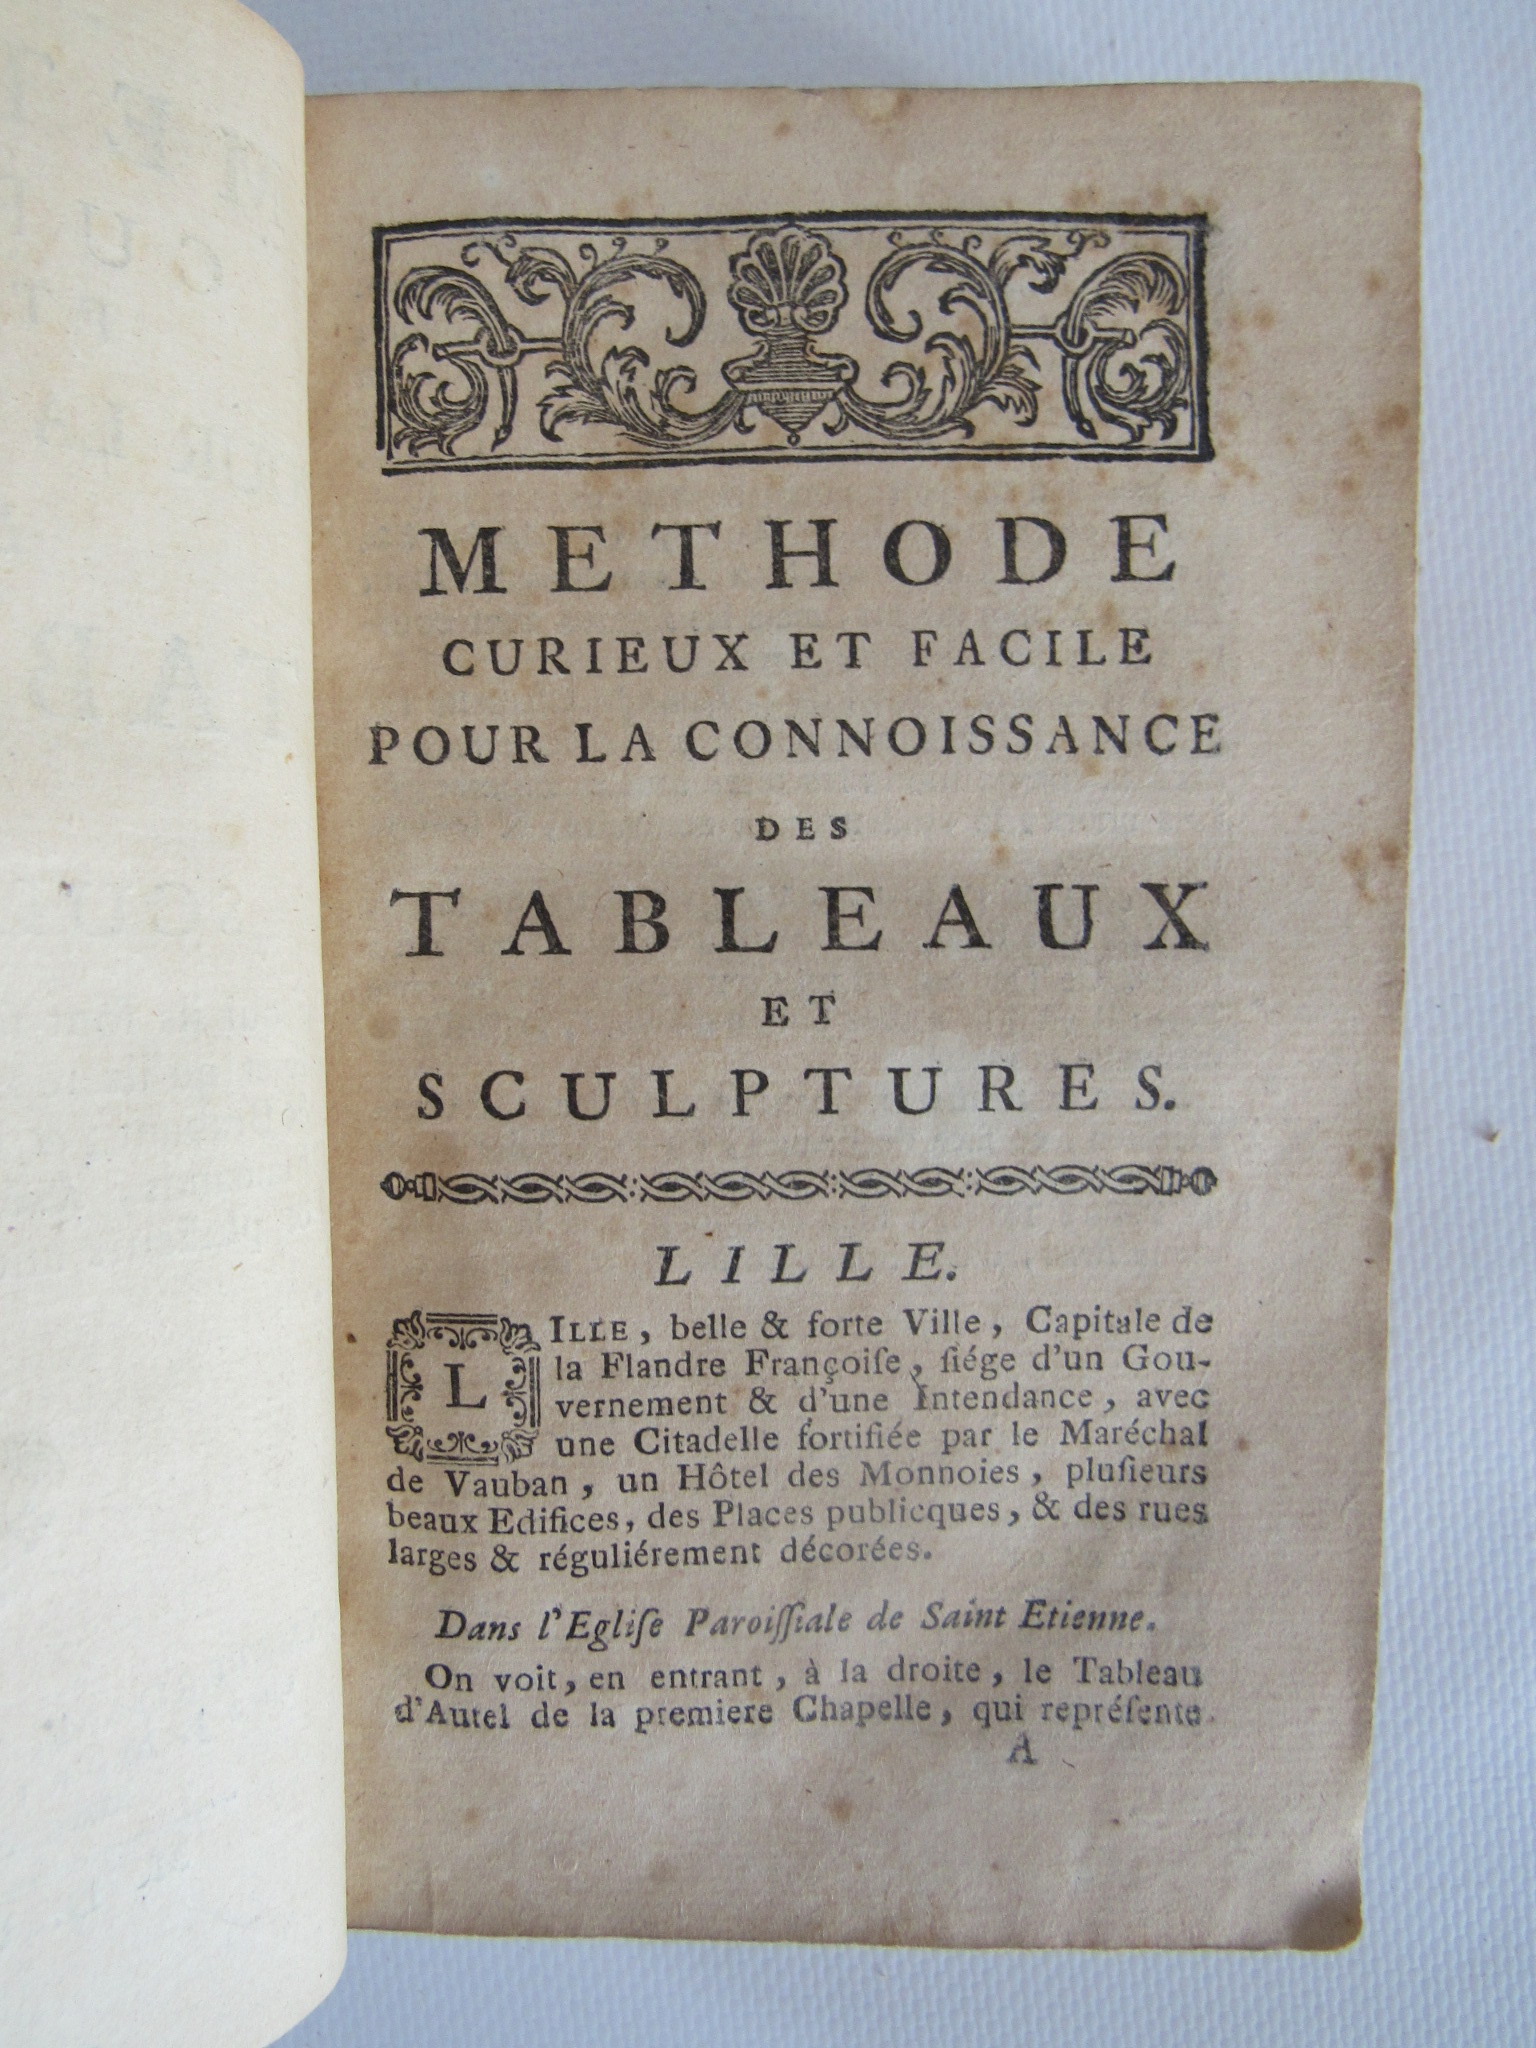 METHODE
CURIEUX ET FACILE
POUR LA CONNOISSANCE
DES
TABLEAUX
ET
SCULPTURES.
LILLE.
LILLE, belle & forte Ville, Capitale de
la Flandre Françoiſe, ſiége d'un Gou-
vernement & d'une Intendance, avec
une Citadelle fortifiée par le Maréchal
de Vauban, un Hôtel des Monnoies, pluſieurs
beaux Edifices, des Places publicques, & des rues
larges & réguliérement décorées.
Dans l'Egliſe Paroiſſiale de Saint Etienne.
On voit, en entrant, à la droite, le Tableau
d'Autel de la premiere Chapelle, qui repréſente
A